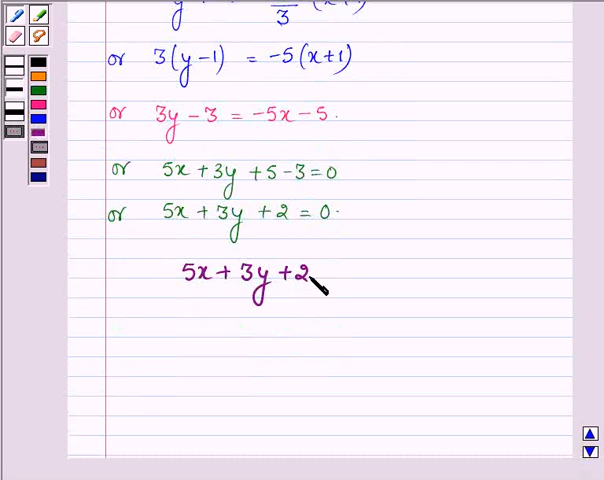 3
or 3(y-1) = -5(x+1)
or 3y - 3 = -5x - 5.
or 5x + 3y + 5 - 3 = 0
or 5x + 3y + 2 = 0.
5x + 3y + 2